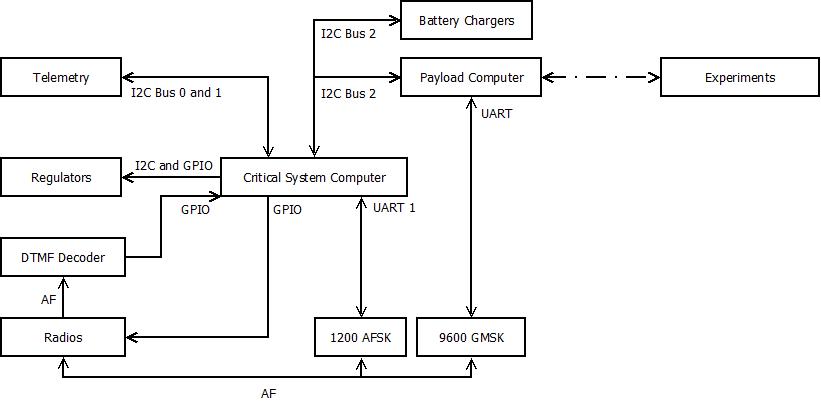 Battery Chargers
I2C Bus 2
Telemetry
Payload Computer
Experiments
I2C Bus 0 and 1
I2C Bus 2
UART
I2C and GPIO
Regulators
Critical System Computer
GPIO
GPIO
UART 1
DTMF Decoder
AF
Radios
1200 AFSK
9600 GMSK
AF